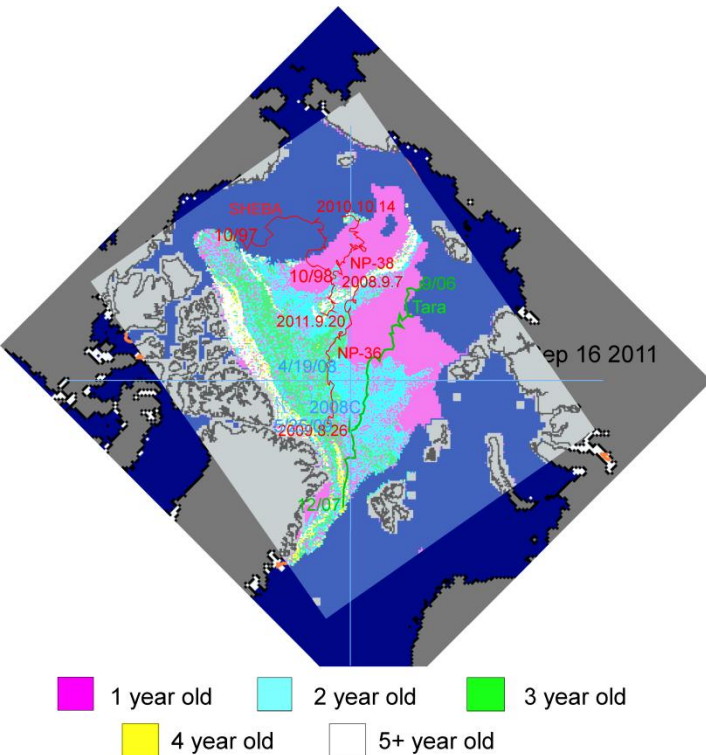 SHEBA
2010.10.14
10/97
10/98
NP-38
2008.9.7
9/06
Tara
2011.9.20
NP-36
ep 16 2011
4/19/08
2008C
2009.8.26
12/07
1 year old
2 year old
3 year old
4 year old
5+ year old